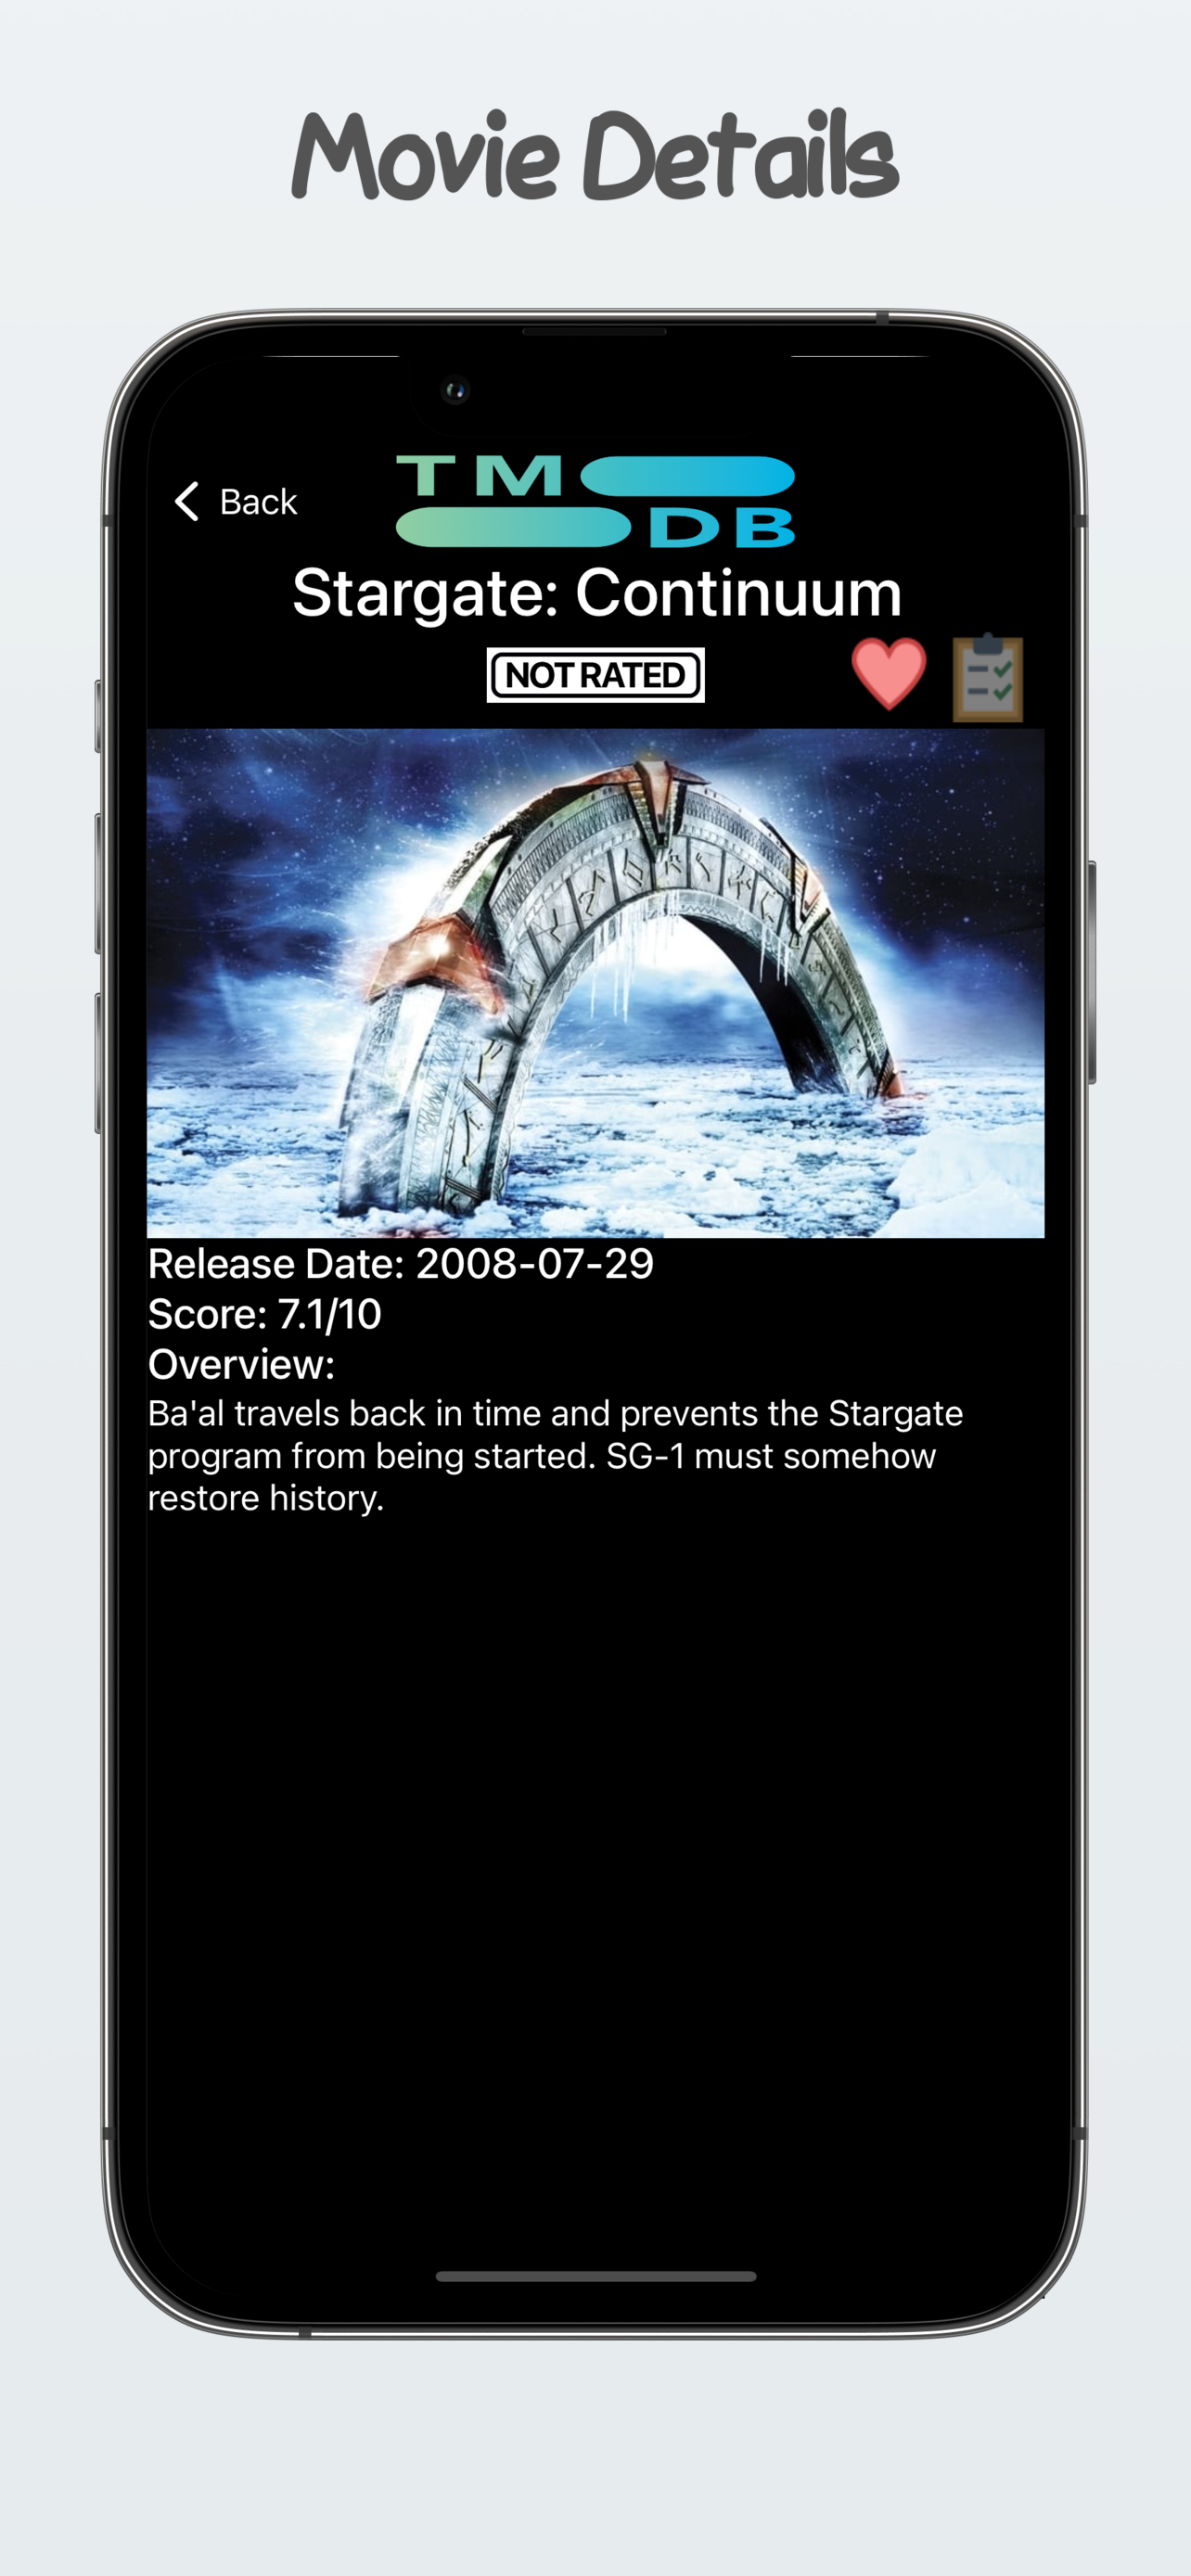 Movie Details
Back
TM
DB
Stargate: Continuum
NOT RATED
Release Date: 2008-07-29
Score: 7.1/10
Overview:
Ba'al travels back in time and prevents the Stargate
program from being started. SG-1 must somehow
restore history.